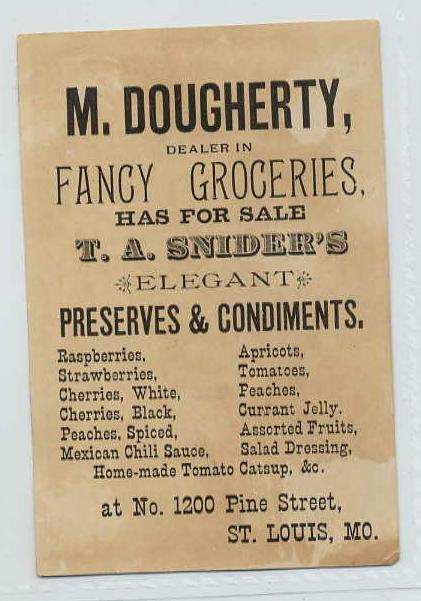 M. DOUGHERTY,
DEALER IN
FANCY GROCERIES,
HAS FOR SALE
T. A. SNIDER'S
ELEGANT
PRESERVES & CONDIMENTS.
Raspberries,
Strawberries,
Cherries, White,
Cherries, Black,
Peaches, Spiced,
Mexican Chili Sauce,
Apricots,
Tomatoes,
Peaches,
Currant Jelly.
Assorted Fruits,
Salad Dressing,
Home-made Tomato Catsup, &c.
at No. 1200 Pine Street,
ST. LOUIS, MO.